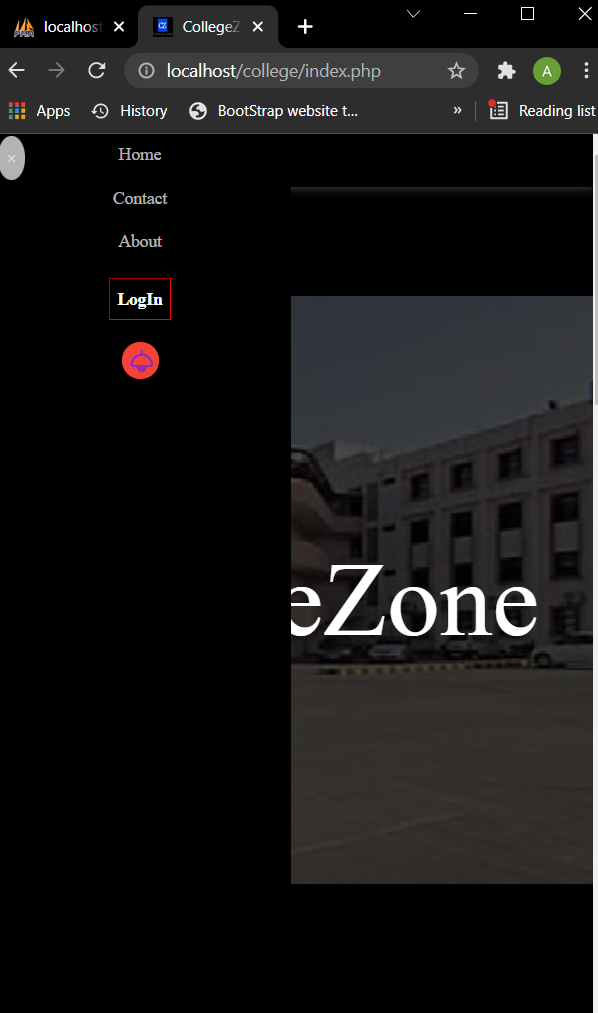 localhost
CollegeZ
localhost/college/index.php
A
Apps
History
BootStrap website t...
»
Reading list
×
Home
Contact
About
LogIn
eZone